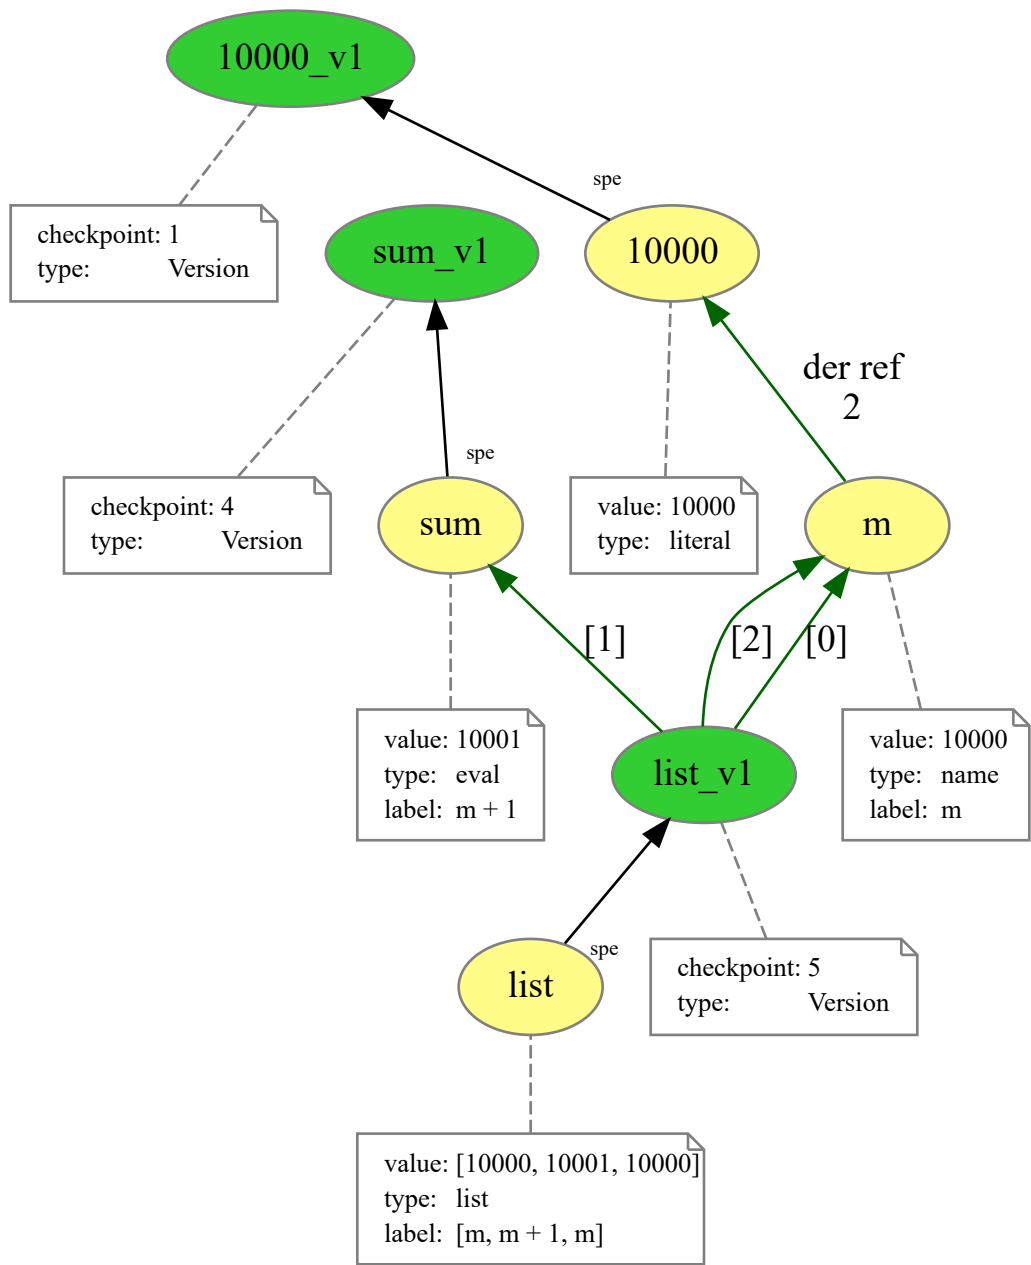 10000_v1
spe
checkpoint: 1
type: Version
sum_v1
10000
der ref
2
spe
checkpoint: 4
type: Version
sum
value: 10000
type: literal
m
[1]
[2]
[0]
value: 10001
type: eval
label: m + 1
list_v1
value: 10000
type: name
label: m
spe
list
checkpoint: 5
type: Version
value: [10000, 10001, 10000]
type: list
label: [m, m + 1, m]